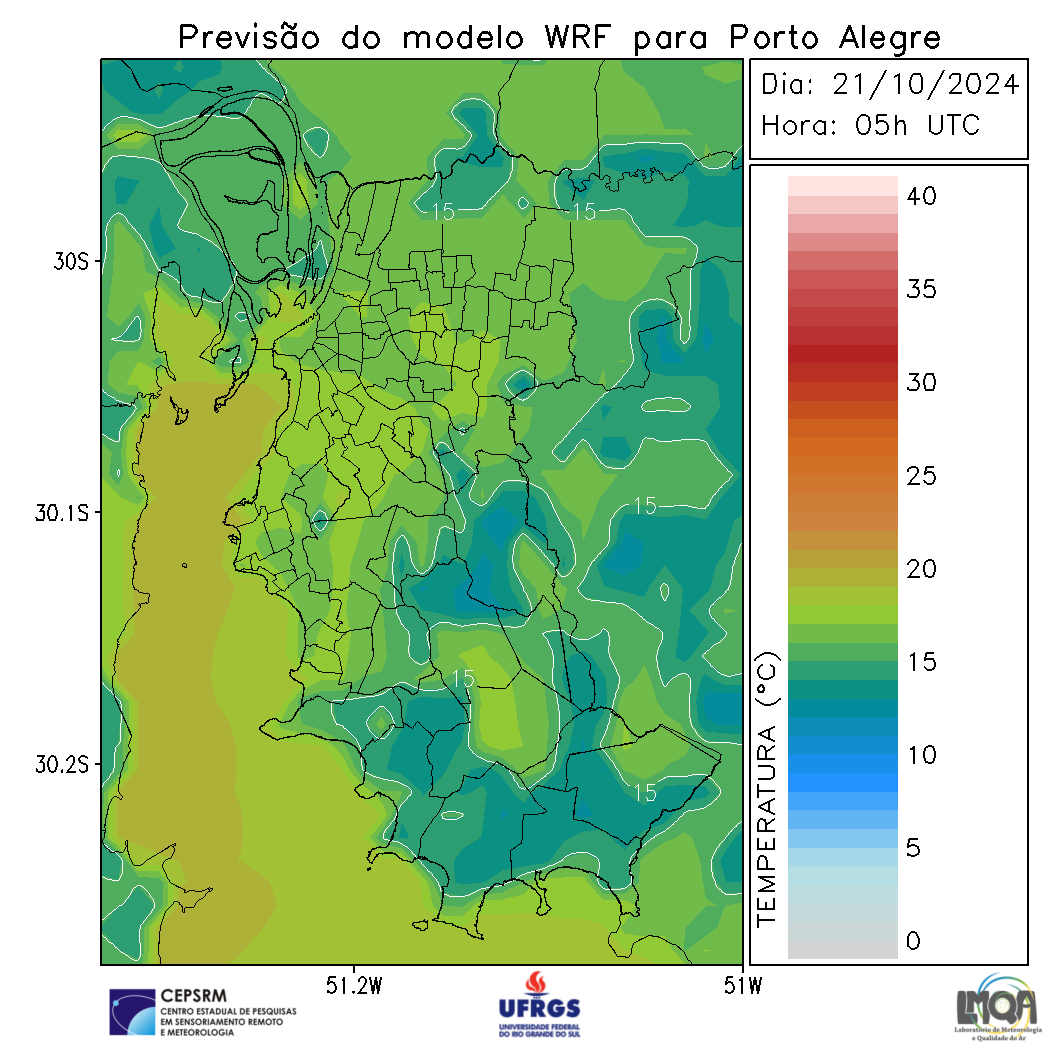 Previsão do modelo WRF para Porto Alegre
Dia: 21/10/2024
Hora: 05h UTC
30S
30.1S
30.2S
51.2W
51W
15
15
15
15
15
TEMPERATURA (°C)
40
35
30
25
20
15
10
5
0
CEPSRM
CENTRO ESTADUAL DE PESQUISAS
EM SENSORIAMENTO REMOTO
E METEOROLOGIA
UFRGS
UNIVERSIDADE FEDERAL
DO RIO GRANDE DO SUL
LMQA
Laboratório de Meteorologia
e Qualidade do Ar